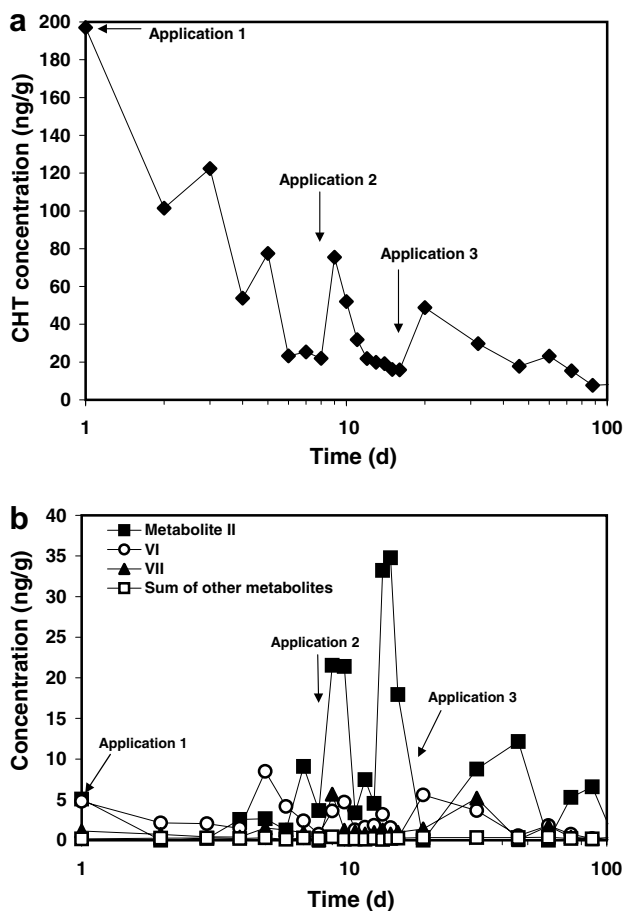 a
CHT concentration (ng/g)
200
180
160
140
120
100
80
60
40
20
0
Application 1
Application 2
Application 3
1
10
100
Time (d)
b
Concentration (ng/g)
40
35
30
25
20
15
10
5
0
Metabolite II
VI
VII
Sum of other metabolites
Application 2
Application 3
Application 1
1
10
100
Time (d)